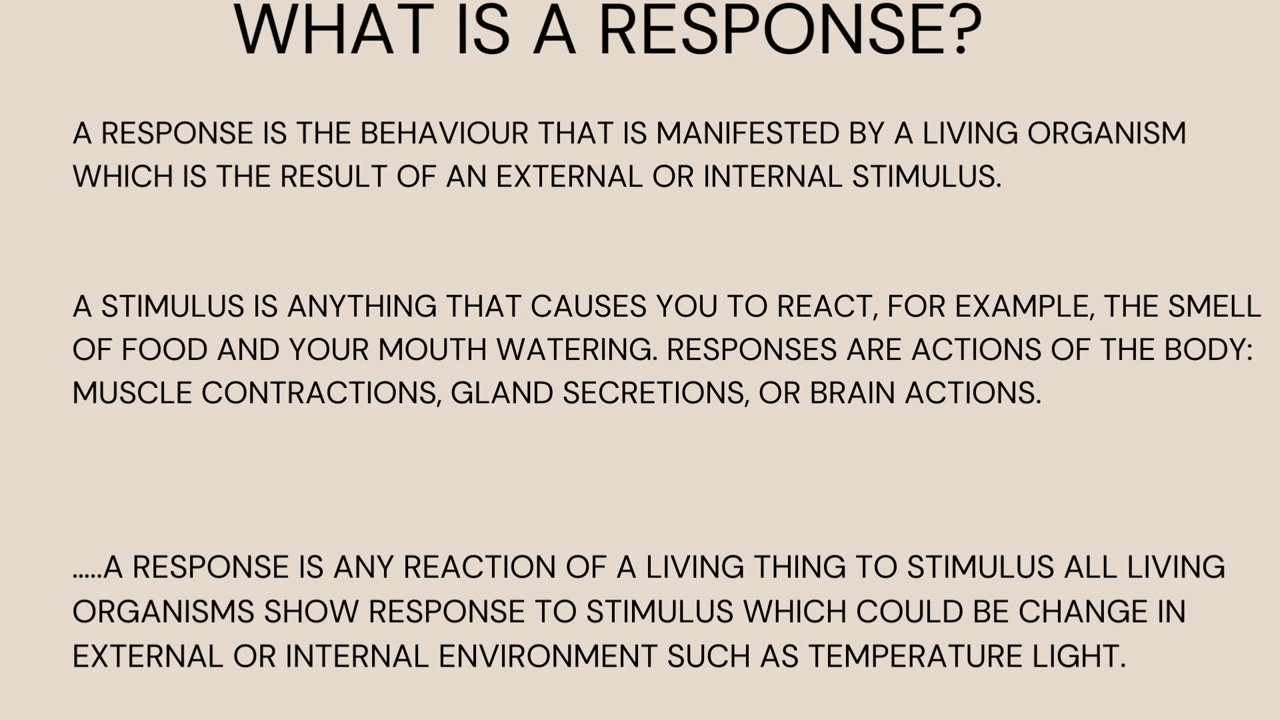 WHAT IS A RESPONSE?
A RESPONSE IS THE BEHAVIOUR THAT IS MANIFESTED BY A LIVING ORGANISM
WHICH IS THE RESULT OF AN EXTERNAL OR INTERNAL STIMULUS.
A STIMULUS IS ANYTHING THAT CAUSES YOU TO REACT, FOR EXAMPLE, THE SMELL
OF FOOD AND YOUR MOUTH WATERING. RESPONSES ARE ACTIONS OF THE BODY:
MUSCLE CONTRACTIONS, GLAND SECRETIONS, OR BRAIN ACTIONS.
.....A RESPONSE IS ANY REACTION OF A LIVING THING TO STIMULUS ALL LIVING
ORGANISMS SHOW RESPONSE TO STIMULUS WHICH COULD BE CHANGE IN
EXTERNAL OR INTERNAL ENVIRONMENT SUCH AS TEMPERATURE LIGHT.